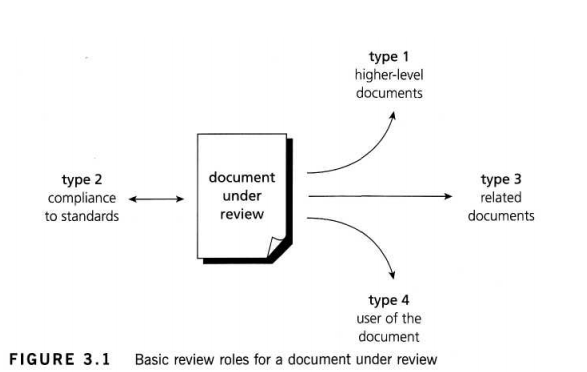 type 1
higher-level
documents
type 2
compliance
to standards
document
under
review
type 3
related
documents
type 4
user of the
document
FIGURE 3.1 Basic review roles for a document under review